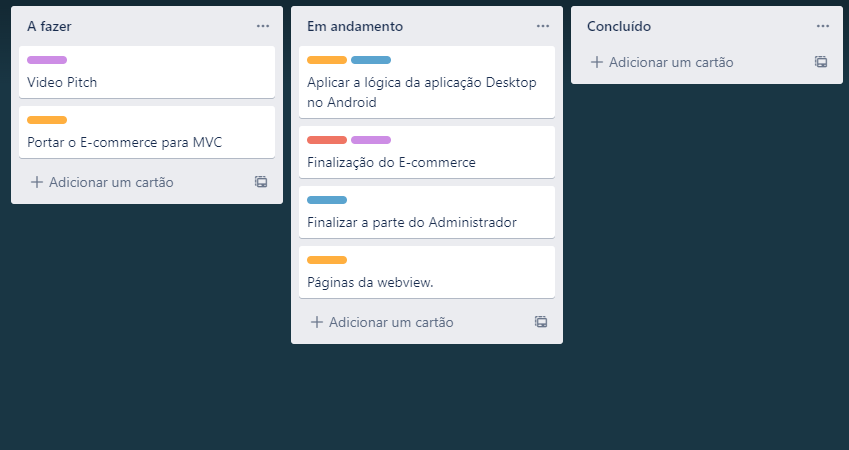 A fazer
Video Pitch
Portar o E-commerce para MVC
Adicionar um cartão
Em andamento
Aplicar a lógica da aplicação Desktop
no Android
Finalização do E-commerce
Finalizar a parte do Administrador
Páginas da webview.
Adicionar um cartão
Concluído
Adicionar um cartão